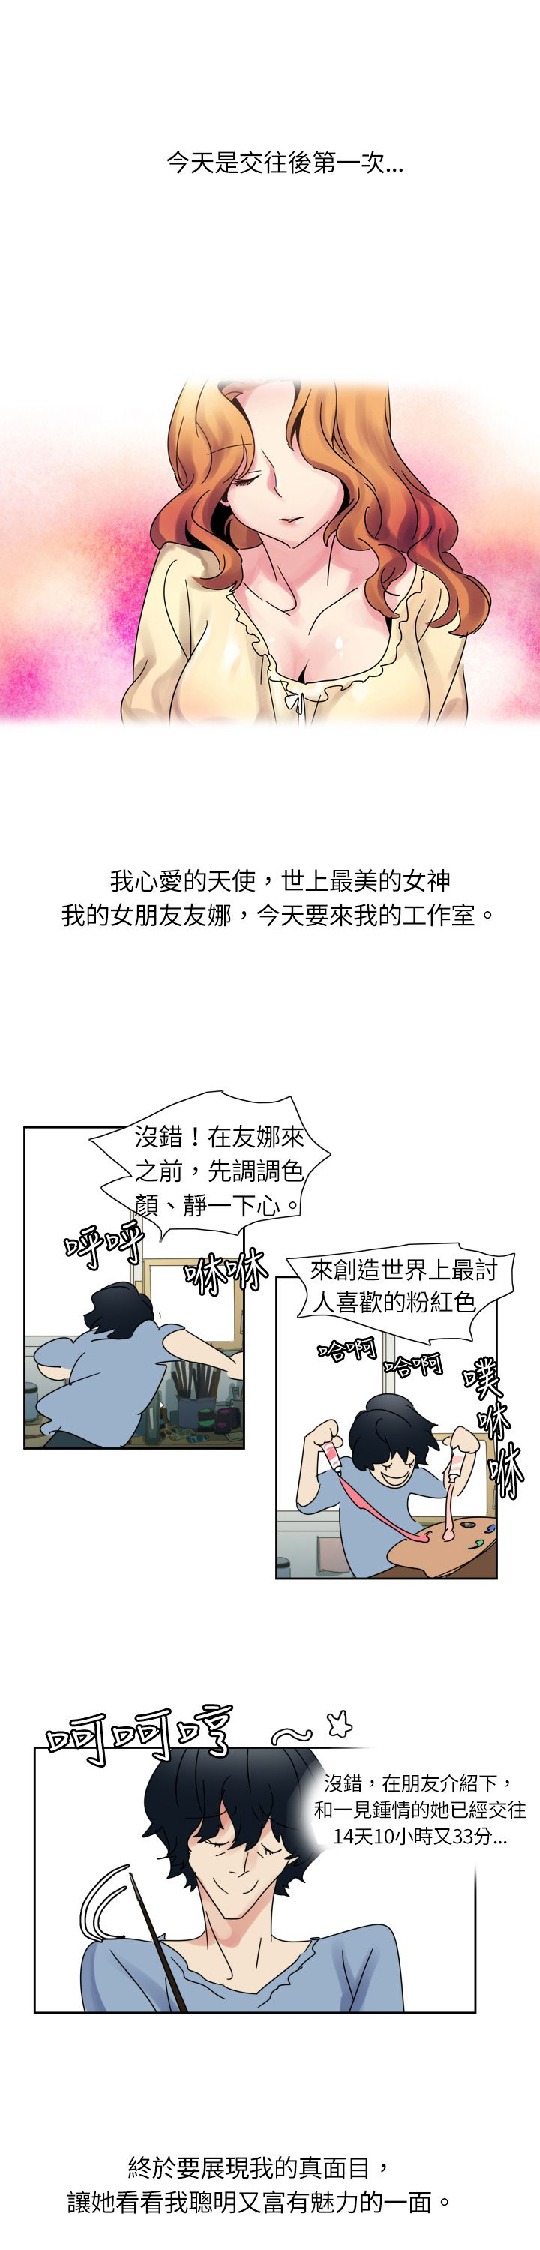 今天是交往後第一次...
我心愛的天使，世上最美的女神
我的女朋友友娜，今天要來我的工作室。
沒錯！在友娜來
之前，先調調色
顏、靜一下心。
呼呼
咻咻
來創造世界上最討
人喜歡的粉紅色
哈啊
哈啊
噗
咻
咻
呵呵哼～☆
沒錯，在朋友介紹下，
和一見鍾情的她已經交往
14天10小時又33分...
終於要展現我的真面目，
讓她看看我聰明又富有魅力的一面。